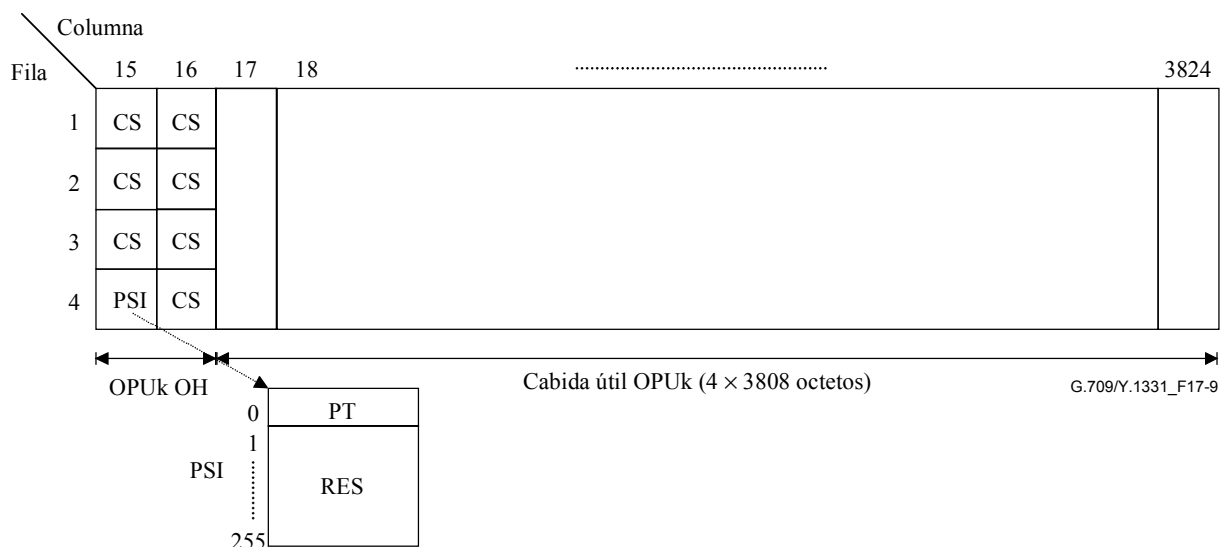 Columna
Fila 15 16 17 18 3824
1 CS CS
2 CS CS
3 CS CS
4 PSI CS
OPUk OH Cabida útil OPUk (4 × 3808 octetos) G.709/Y.1331_F17-9
0 PT
1
PSI RES
255